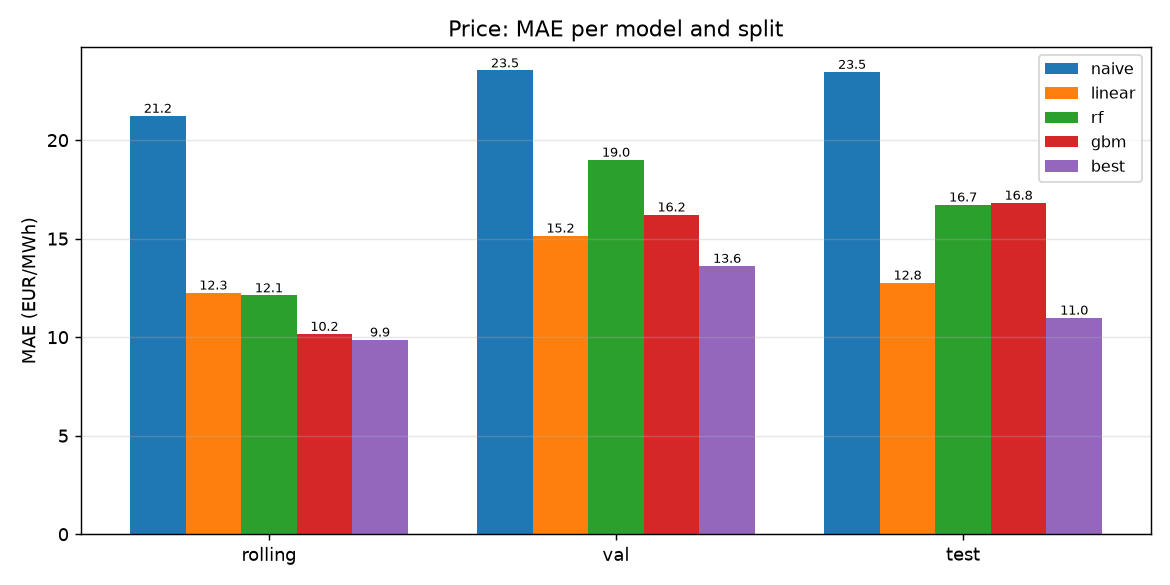 Price: MAE per model and split
MAE (EUR/MWh)
20
15
10
5
0
21.2
12.3
12.1
10.2
9.9
23.5
15.2
19.0
16.2
13.6
23.5
12.8
16.7
16.8
11.0
naive
linear
rf
gbm
best
rolling
val
test